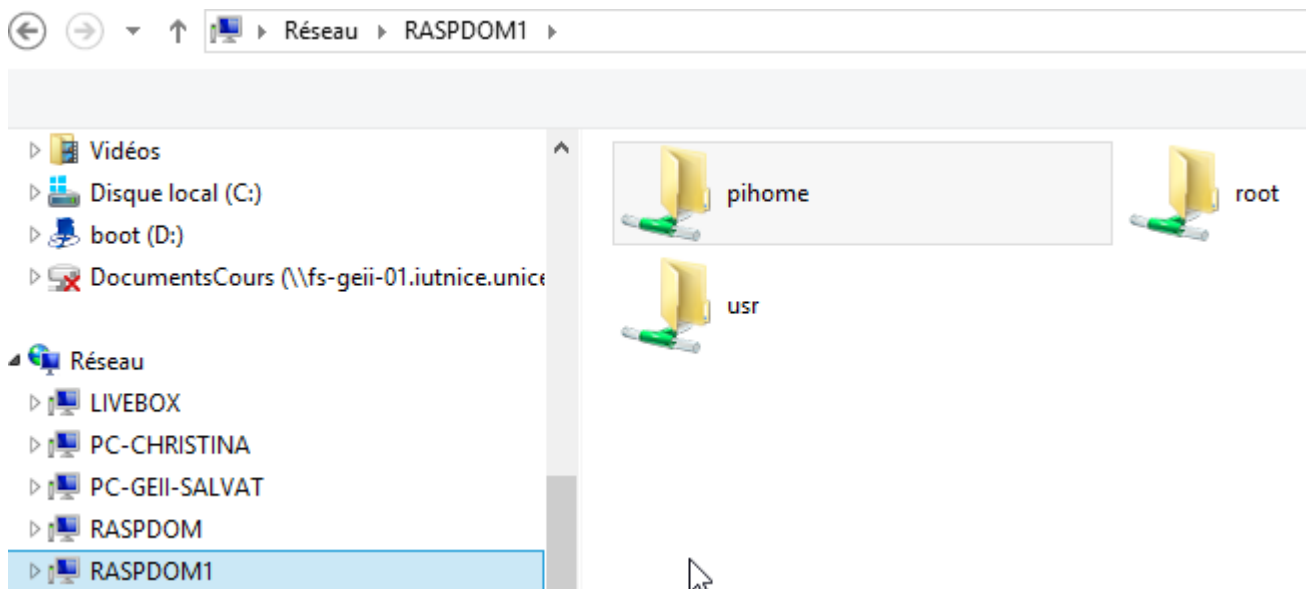 Réseau RASPDOM1
Vidéos
Disque local (C:)
boot (D:)
DocumentsCours (\\fs-geii-01.iutnice.unice
Réseau
LIVEBOX
PC-CHRISTINA
PC-GEII-SALVAT
RASPDOM
RASPDOM1
pihome
root
usr